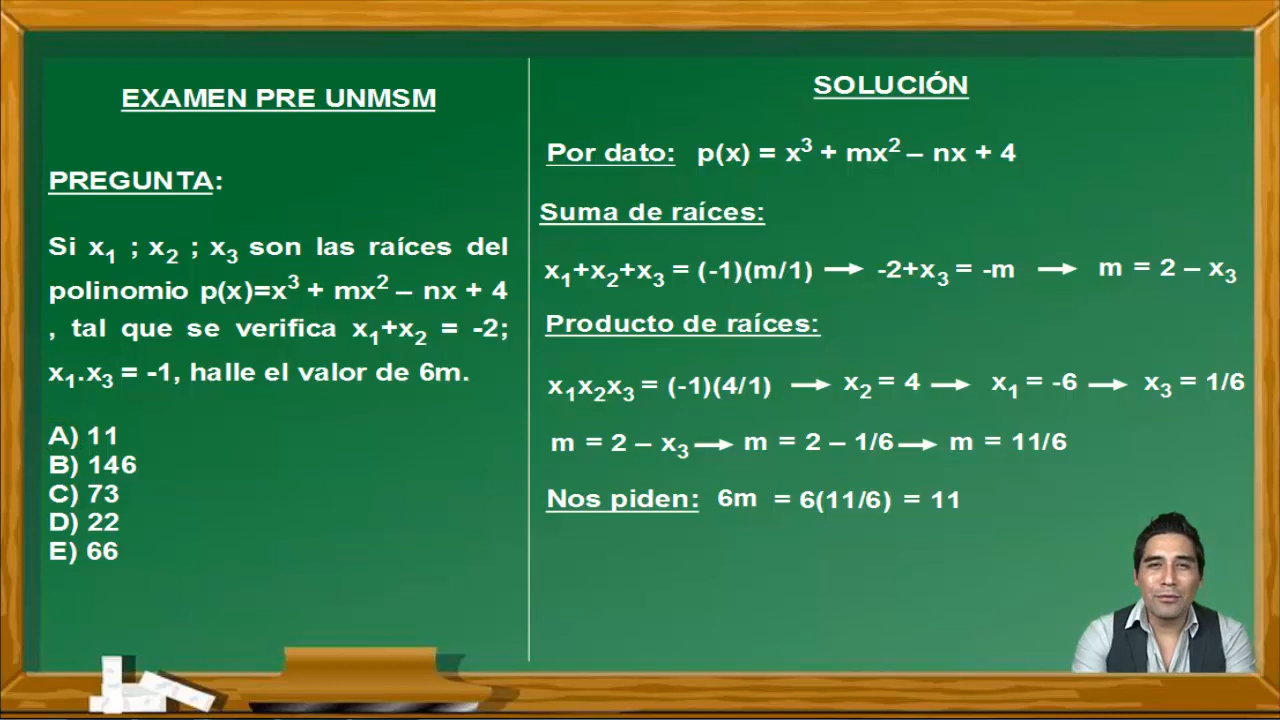 EXAMEN PRE UNMSM
PREGUNTA:
Si x₁ ; x₂ ; x₃ son las raíces del
polinomio p(x)=x³ + mx² – nx + 4
, tal que se verifica x₁+x₂ = -2;
x₁.x₃ = -1, halle el valor de 6m.
A) 11
B) 146
C) 73
D) 22
E) 66
SOLUCIÓN
Por dato: p(x) = x³ + mx² – nx + 4
Suma de raíces:
x₁+x₂+x₃ = (-1)(m/1) → -2+x₃ = -m → m = 2 – x₃
Producto de raíces:
x₁x₂x₃ = (-1)(4/1) → x₂ = 4 → x₁ = -6 → x₃ = 1/6
m = 2 – x₃ → m = 2 – 1/6 → m = 11/6
Nos piden: 6m = 6(11/6) = 11